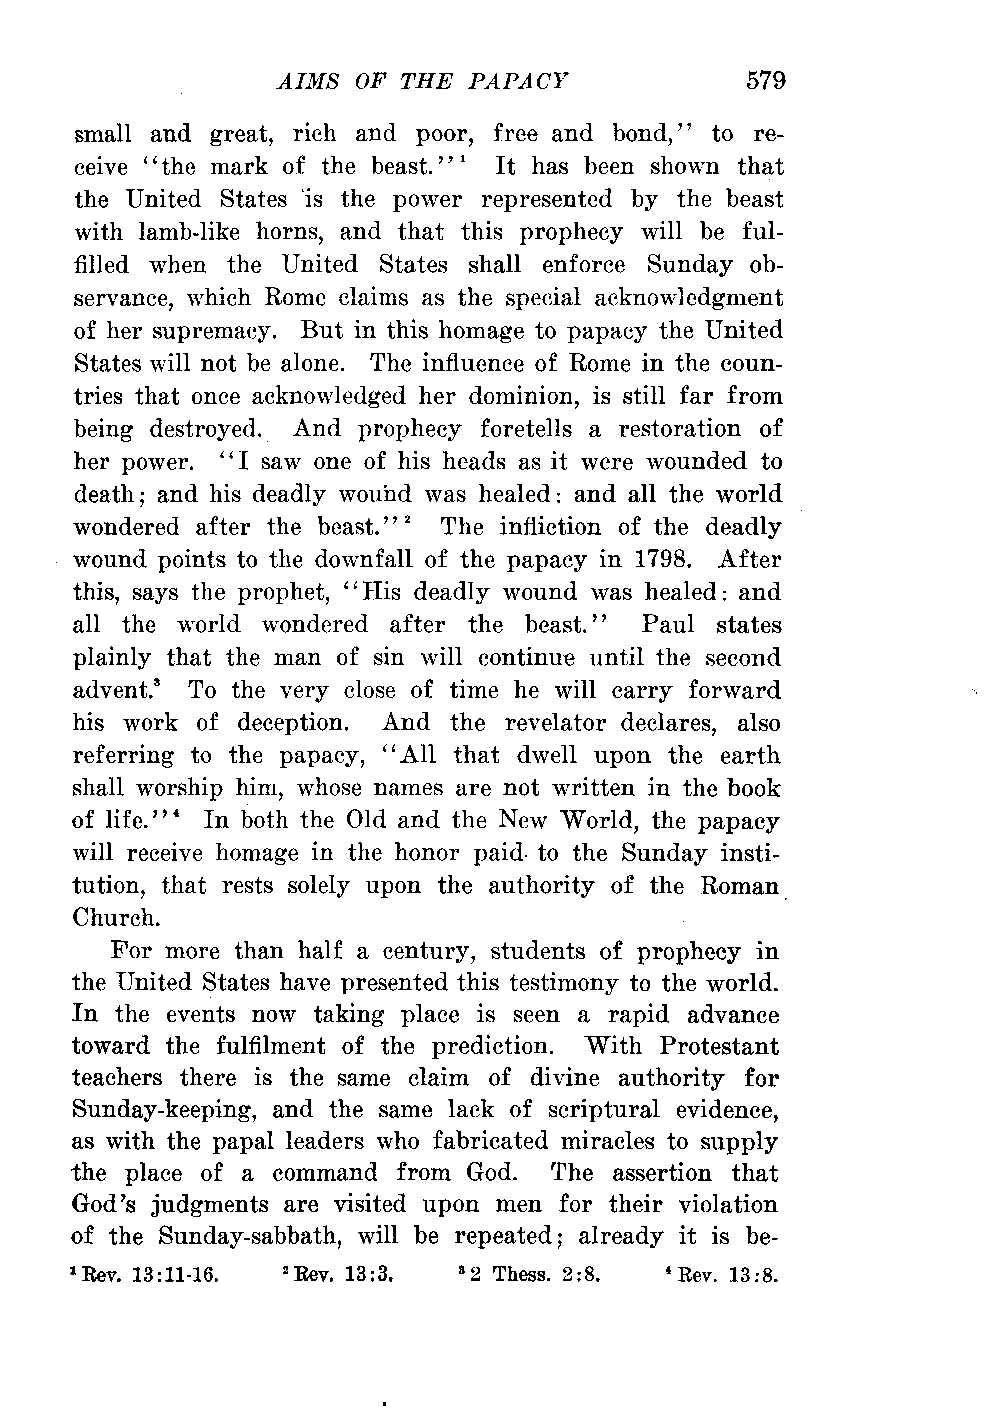 AIMS OF THE PAPACY 579
small and great, rich and poor, free and bond,'' to re-
ceive ''the mark of the beast.''¹ It has been shown that
the United States is the power represented by the beast
with lamb-like horns, and that this prophecy will be ful-
filled when the United States shall enforce Sunday ob-
servance, which Rome claims as the special acknowledgment
of her supremacy. But in this homage to papacy the United
States will not be alone. The influence of Rome in the coun-
tries that once acknowledged her dominion, is still far from
being destroyed. And prophecy foretells a restoration of
her power. ''I saw one of his heads as it were wounded to
death; and his deadly wound was healed: and all the world
wondered after the beast.''² The infliction of the deadly
wound points to the downfall of the papacy in 1798. After
this, says the prophet, ''His deadly wound was healed: and
all the world wondered after the beast.'' Paul states
plainly that the man of sin will continue until the second
advent.³ To the very close of time he will carry forward
his work of deception. And the revelator declares, also
referring to the papacy, ''All that dwell upon the earth
shall worship him, whose names are not written in the book
of life.''⁴ In both the Old and the New World, the papacy
will receive homage in the honor paid to the Sunday insti-
tution, that rests solely upon the authority of the Roman
Church.
For more than half a century, students of prophecy in
the United States have presented this testimony to the world.
In the events now taking place is seen a rapid advance
toward the fulfilment of the prediction. With Protestant
teachers there is the same claim of divine authority for
Sunday-keeping, and the same lack of scriptural evidence,
as with the papal leaders who fabricated miracles to supply
the place of a command from God. The assertion that
God's judgments are visited upon men for their violation
of the Sunday-sabbath, will be repeated; already it is be-
¹ Rev. 13:11-16. ² Rev. 13:3. ³ 2 Thess. 2:8. ⁴ Rev. 13:8.